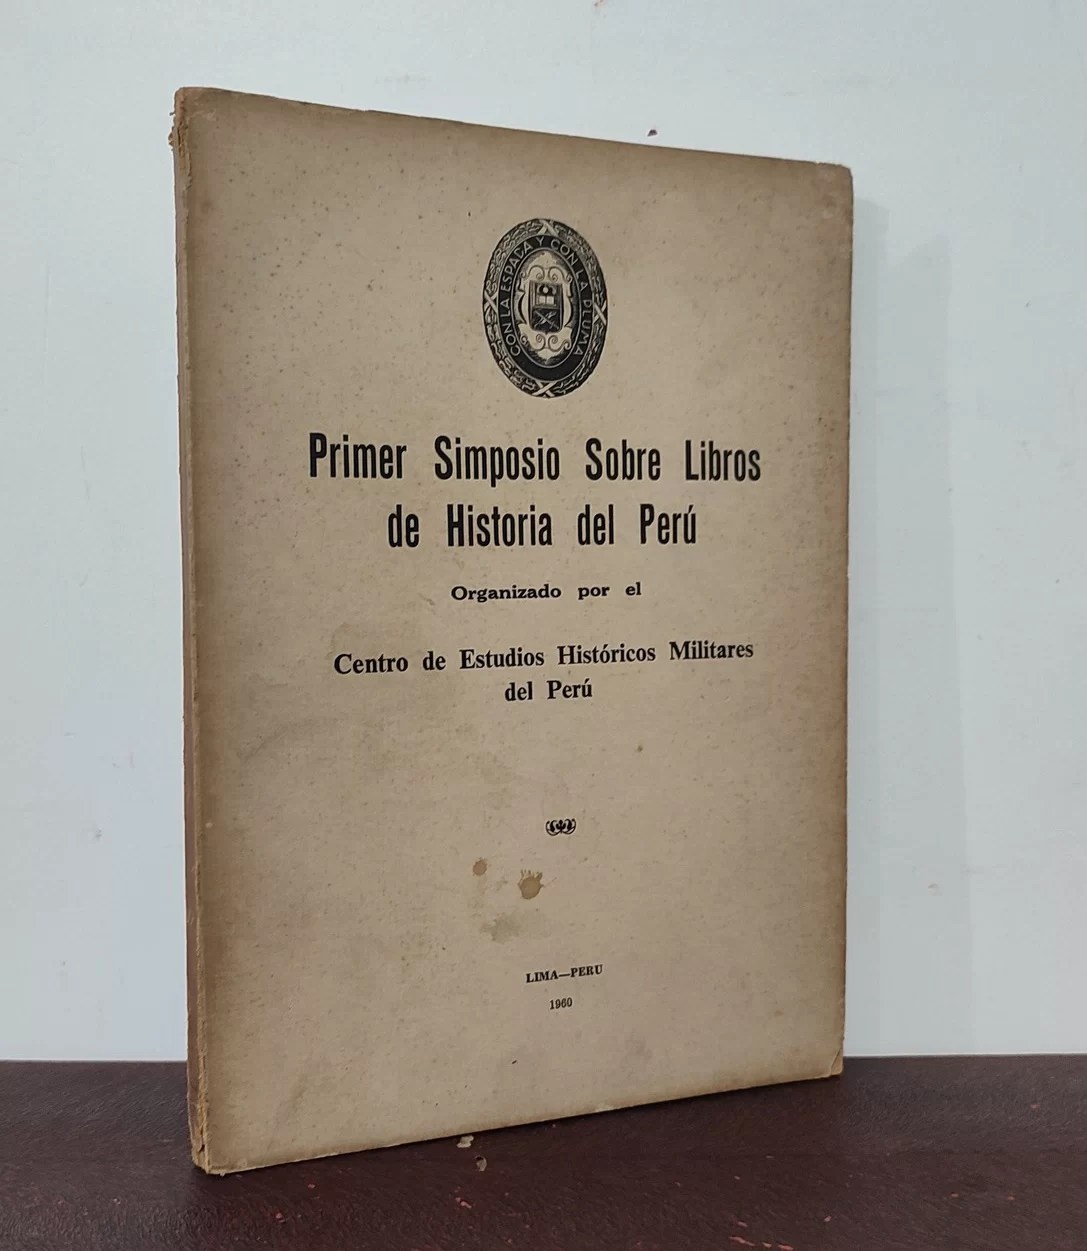 CON LA ESPADA Y CON LA PLUMA
Primer Simposio Sobre Libros
de Historia del Perú
Organizado por el
Centro de Estudios Históricos Militares
del Perú
LIMA—PERU
1960